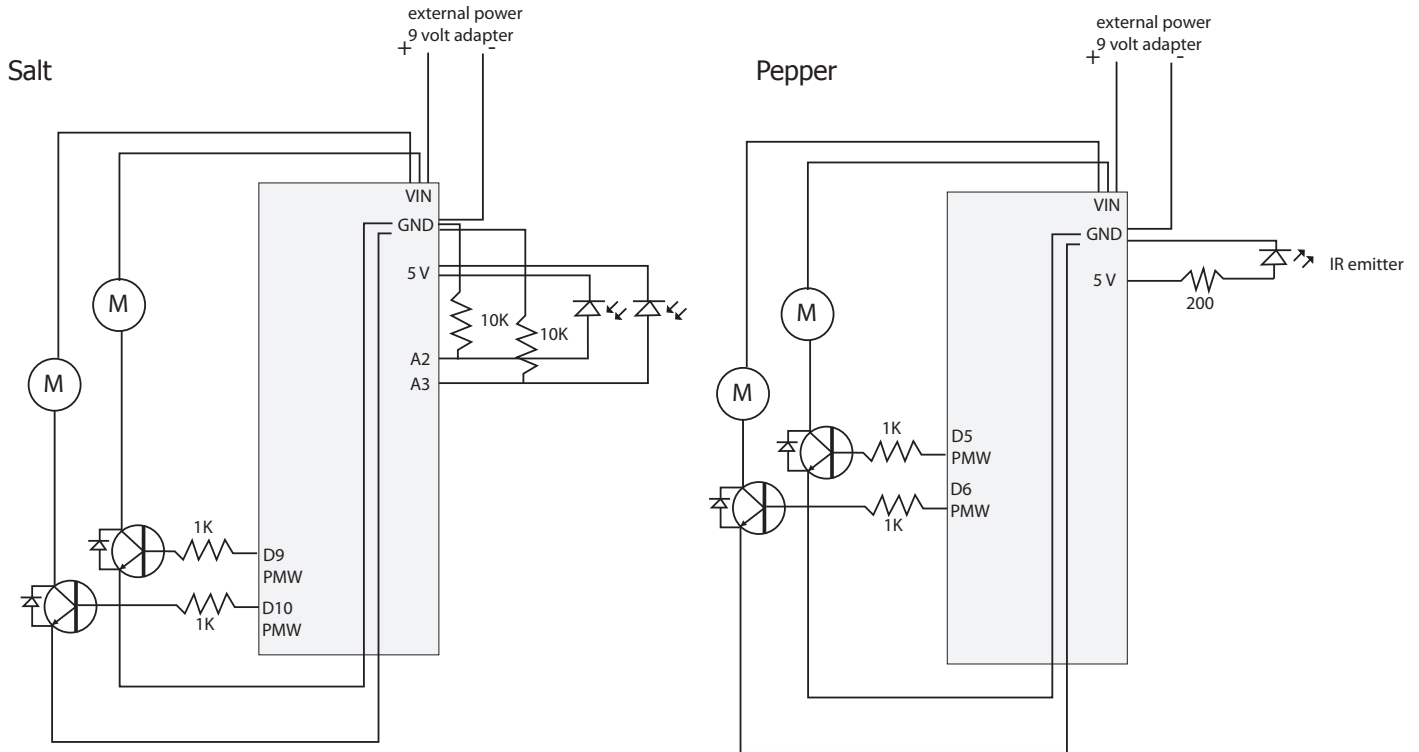 Salt
external power
9 volt adapter
+ -
VIN
GND
5 V
10K
10K
A2
A3
M
M
1K
D9
PMW
D10
PMW
1K
Pepper
external power
9 volt adapter
+ -
VIN
GND
5 V
200
IR emitter
M
M
1K
D5
PMW
D6
PMW
1K